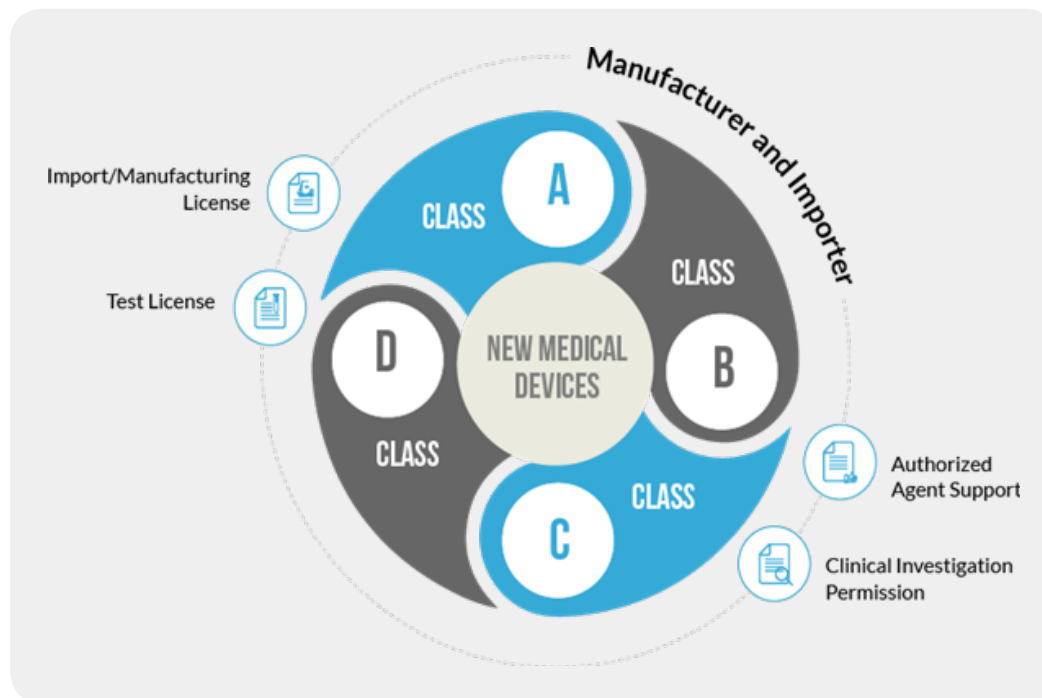 Manufacturer and Importer
Import/Manufacturing
License
Test License
CLASS
A
CLASS
B
CLASS
C
CLASS
D
NEW MEDICAL
DEVICES
Authorized
Agent Support
Clinical Investigation
Permission